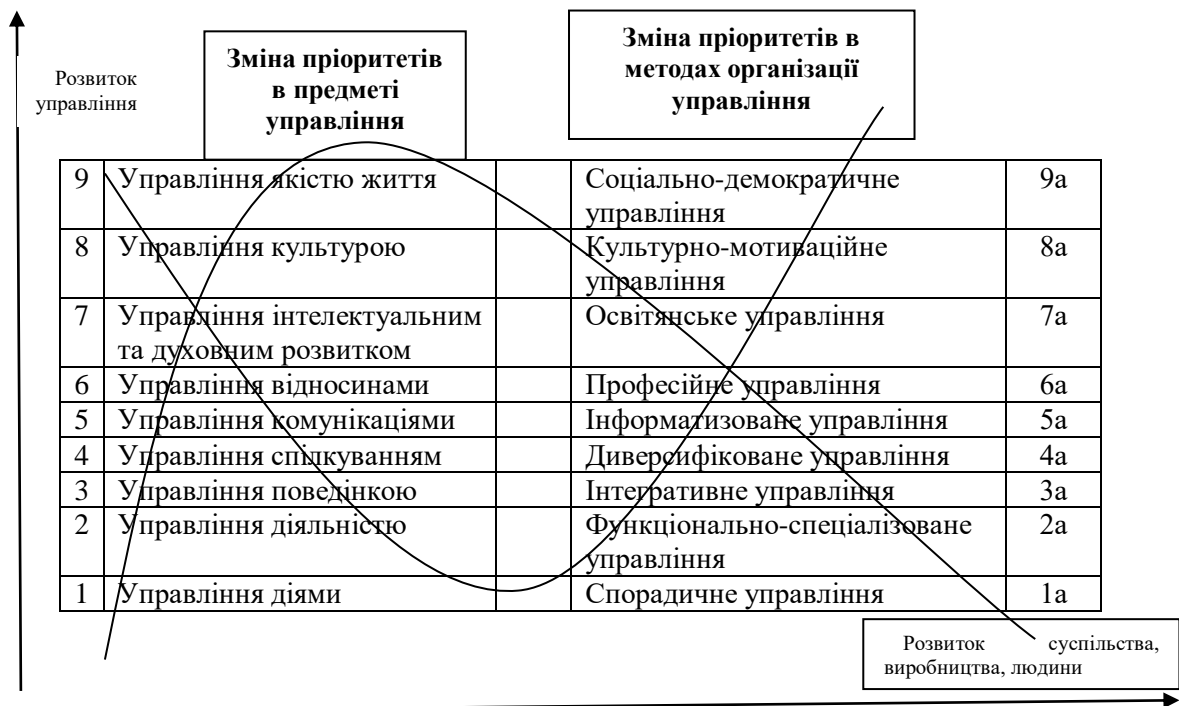 Розвиток
управління
Зміна пріоритетів
в предметі
управління
Зміна пріоритетів в
методах організації
управління
9 Управління якістю життя Соціально-демократичне 9а
управління
8 Управління культурою Культурно-мотиваційне 8а
управління
7 Управління інтелектуальним Освітянське управління 7а
та духовним розвитком
6 Управління відносинами Професійне управління 6а
5 Управління комунікаціями Інформатизоване управління 5а
4 Управління спілкуванням Диверсифіковане управління 4а
3 Управління поведінкою Інтегративне управління 3а
2 Управління діяльністю Функціонально-спеціалізоване 2а
управління
1 Управління діями Спорадичне управління 1а
Розвиток суспільства,
виробництва, людини